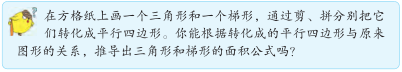 在方格纸上画一个三角形和一个梯形，通过剪、拼分别把它
们转化成平行四边形。你能根据转化成的平行四边形与原来
图形的关系，推导出三角形和梯形的面积公式吗？